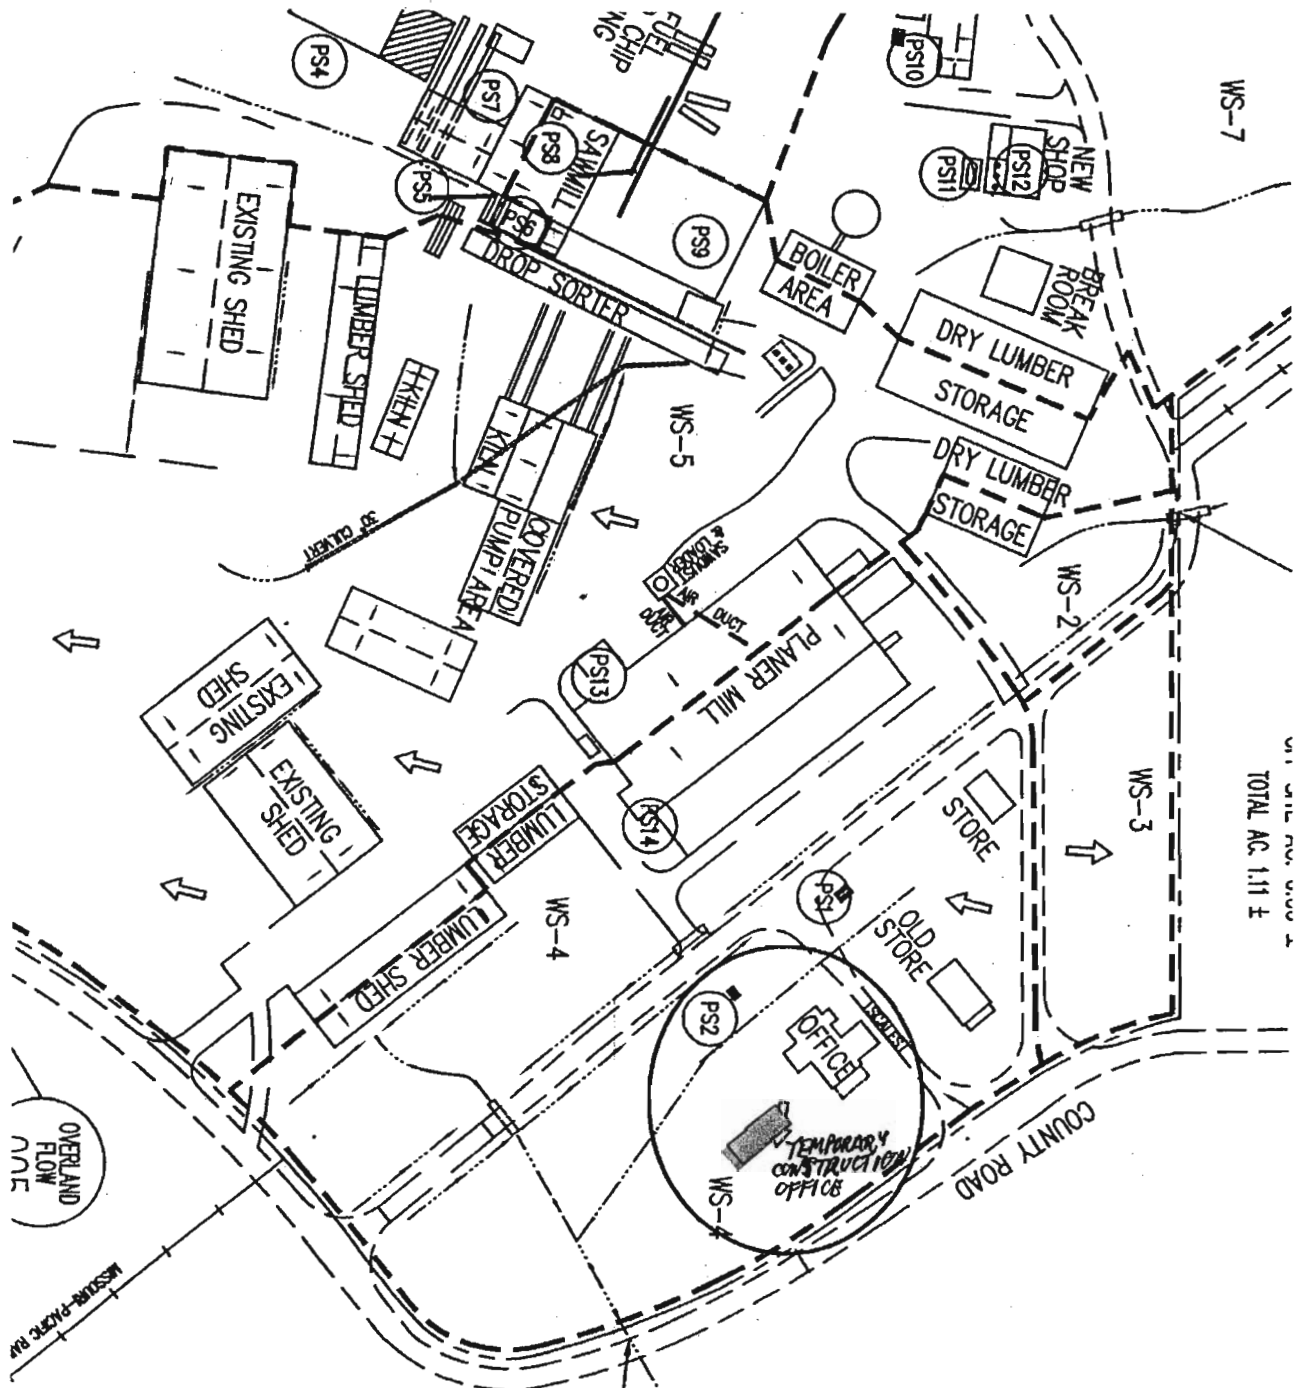 PS4
PS7
FUEL
CHIP
PS10
WS-7
PS8
SAWMILL
PS5
PS6
PS9
PS11
PS12
NEW
SHOP
EXISTING SHED
LUMBER SHED
KILN
DROP SORTER
BOILER
AREA
BREAK
ROOM
DRY LUMBER
STORAGE
DRY LUMBER
STORAGE
WS-5
KILN
COVERED
PUMP AREA
30" CULVERT
SAWDUST
& LOADER
AIR DUCT
AIR
DUCT
WS-2
PLANER MILL
PS13
EXISTING
SHED
EXISTING
SHED
LUMBER
STORAGE
PS14
STORE
WS-3
TOTAL AC. 1.11 ±
PS1
OLD
STORE
WS-4
LUMBER SHED
PS2
OFFICE
(SCALES)
TEMPORARY
CONSTRUCTION
OFFICE
WS-
COUNTY ROAD
OVERLAND
FLOW
MISSOURI-PACIFIC